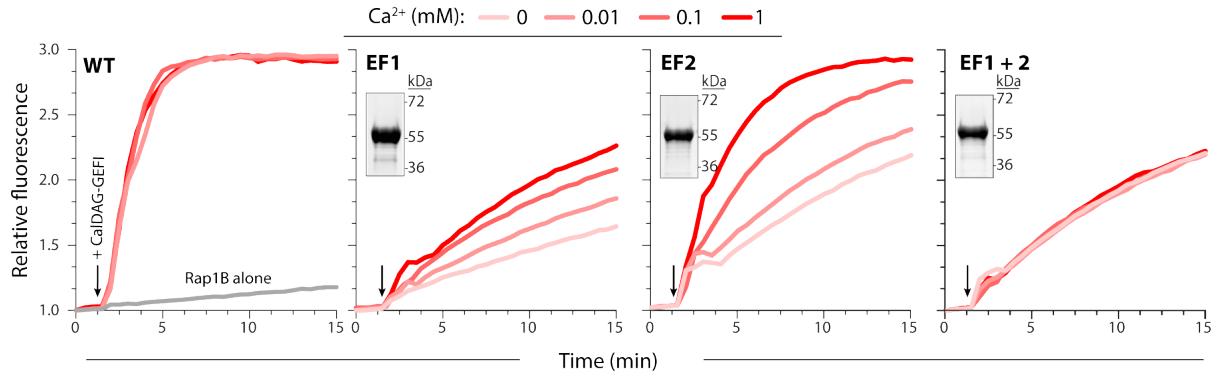 Ca²⁺ (mM): 0 0.01 0.1 1
WT
EF1
EF2
EF1 + 2
Relative fluorescence
3.0
2.5
2.0
1.5
1.0
+ CalDAG-GEFI
Rap1B alone
0 5 10 15
kDa
72
55
36
0 5 10 15
kDa
72
55
36
0 5 10 15
kDa
72
55
36
0 5 10 15
Time (min)